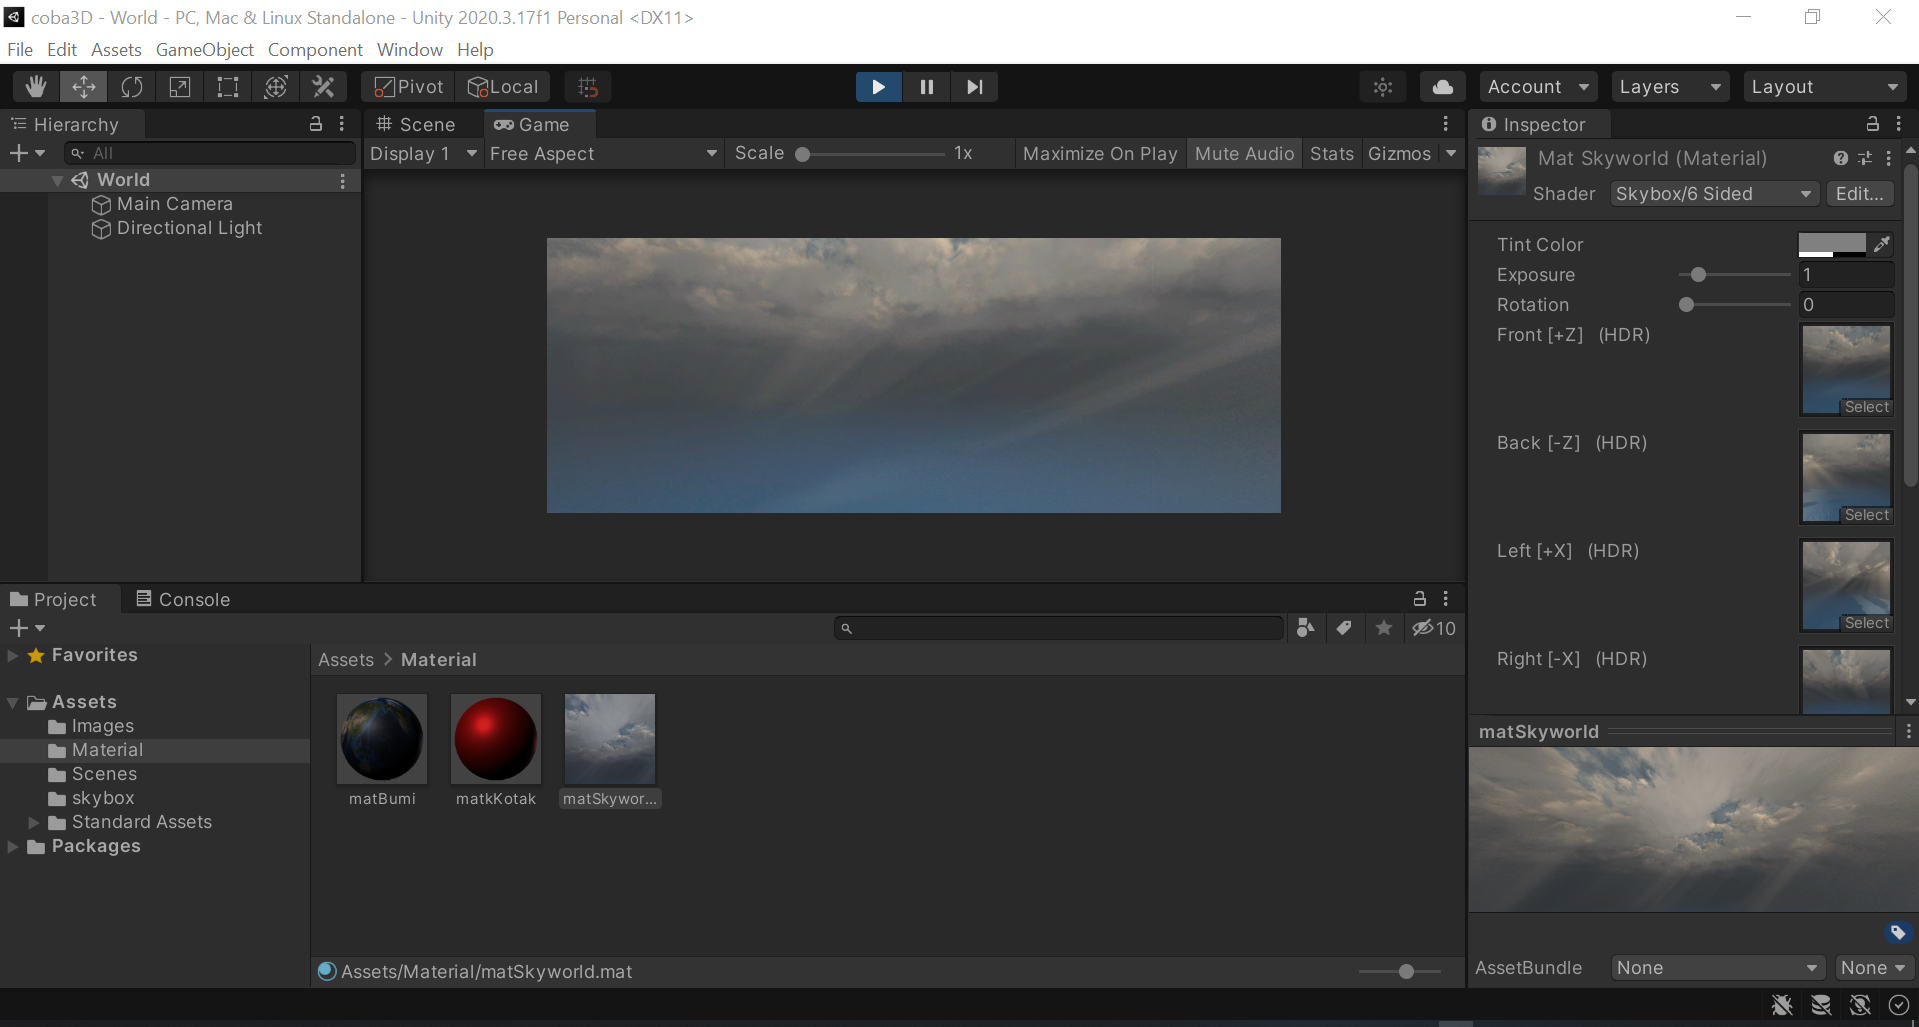 coba3D - World - PC, Mac & Linux Standalone - Unity 2020.3.17f1 Personal <DX11>
File Edit Assets GameObject Component Window Help
Pivot Local Account Layers Layout
Hierarchy
All
World
Main Camera
Directional Light
Scene Game
Display 1 Free Aspect Scale 1x Maximize On Play Mute Audio Stats Gizmos
Inspector
Mat Skyworld (Material)
Shader Skybox/6 Sided Edit...
Tint Color
Exposure 1
Rotation 0
Front [+Z] (HDR)
Select
Back [-Z] (HDR)
Select
Left [+X] (HDR)
Select
Right [-X] (HDR)
Project Console
10
Favorites
Assets
Images
Material
Scenes
skybox
Standard Assets
Packages
Assets > Material
matBumi matkKotak matSkywor...
Assets/Material/matSkyworld.mat
matSkyworld
AssetBundle None None